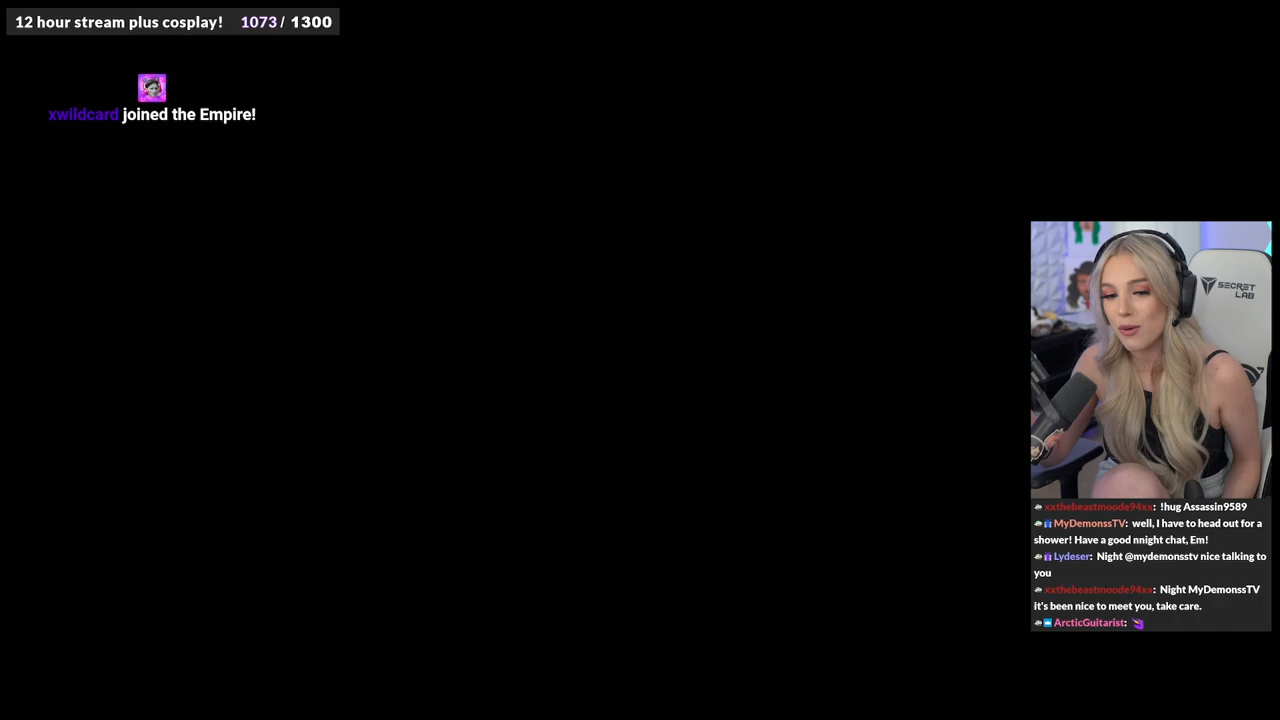 12 hour stream plus cosplay! 1073 / 1300
xwildcard joined the Empire!
SECRET
LAB
xxthebeastmoode94xx: !hug Assassin9589
MyDemonssTV: well, I have to head out for a
shower! Have a good nnight chat, Em!
Lydeser: Night @mydemonsstv nice talking to
you
xxthebeastmoode94xx: Night MyDemonssTV
it's been nice to meet you, take care.
ArcticGuitarist: